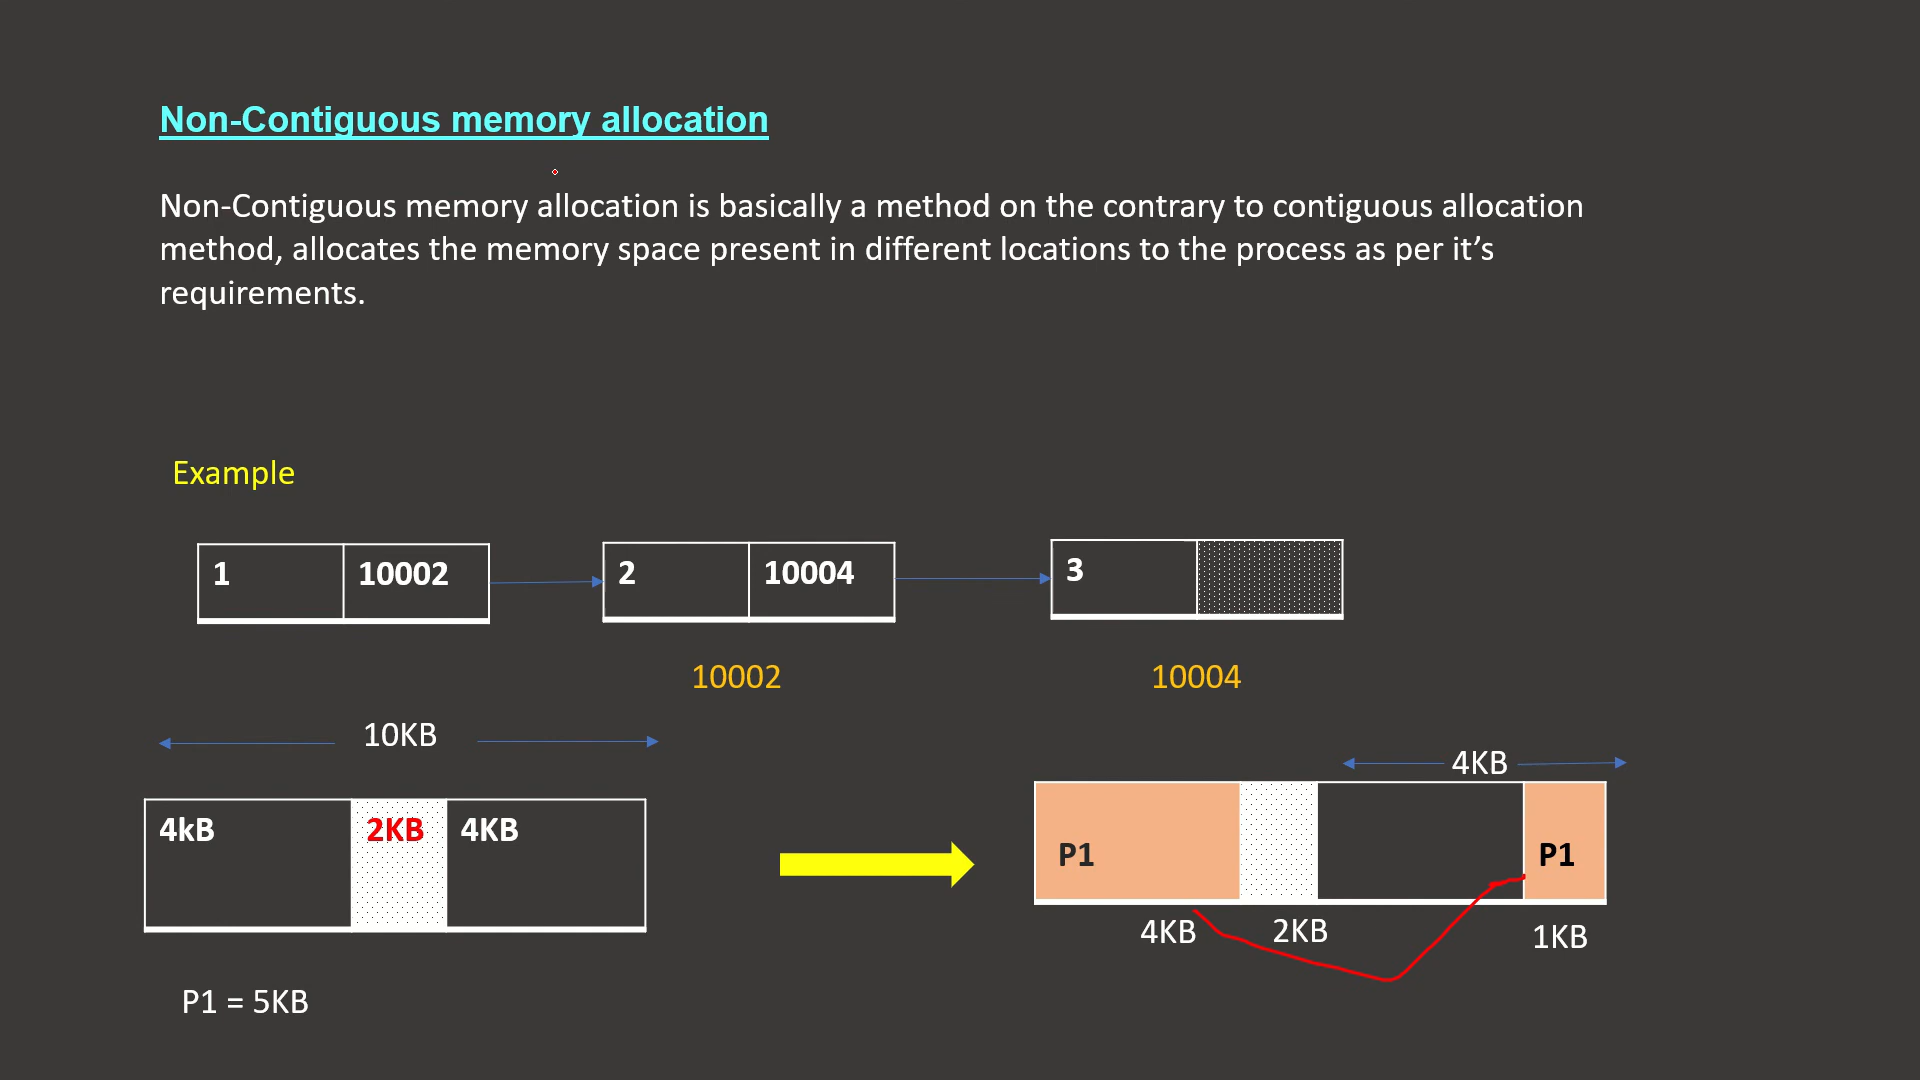 Non-Contiguous memory allocation
Non-Contiguous memory allocation is basically a method on the contrary to contiguous allocation
method, allocates the memory space present in different locations to the process as per it’s
requirements.
Example
1 10002 2 10004 3
10002 10004
10KB
4KB
4kB 2KB 4KB
P1 P1
4KB 2KB 1KB
P1 = 5KB